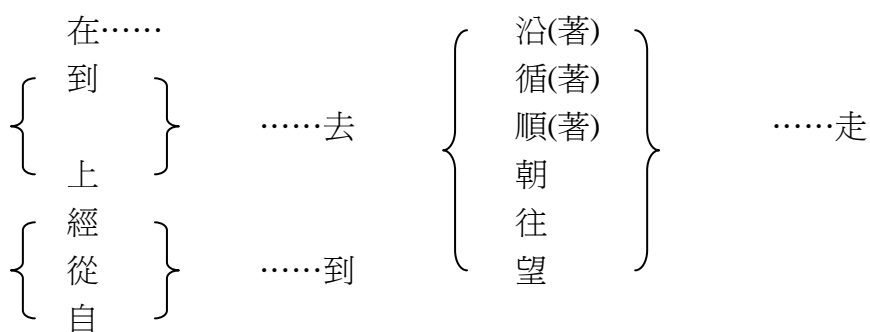 在⋯⋯ 沿(著)
到 循(著)
⋯⋯去 順(著) ⋯⋯走
上 朝
經 往
從 ⋯⋯到 望
自